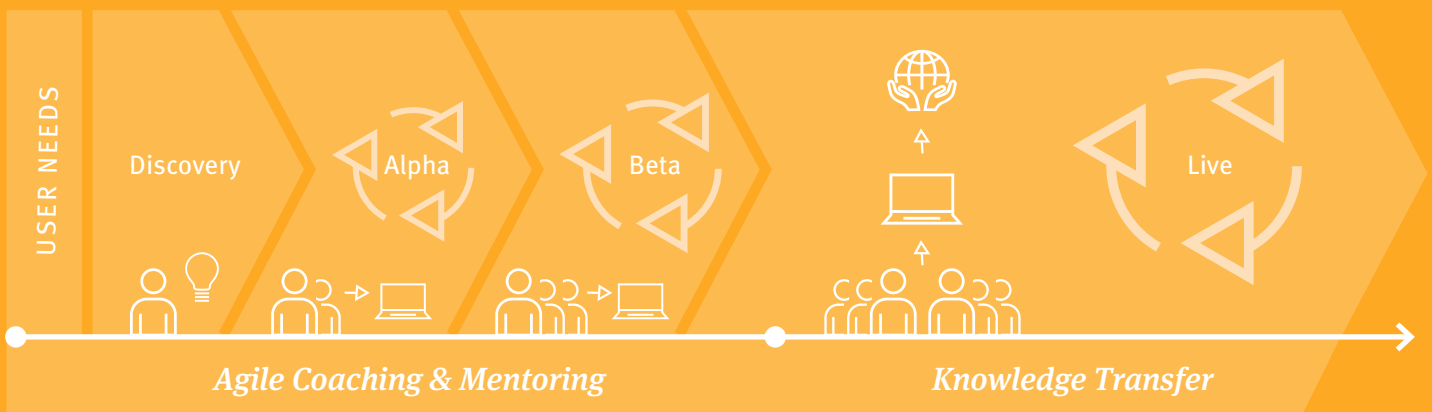 USER NEEDS
Discovery
Alpha
Beta
Live
Agile Coaching & Mentoring
Knowledge Transfer